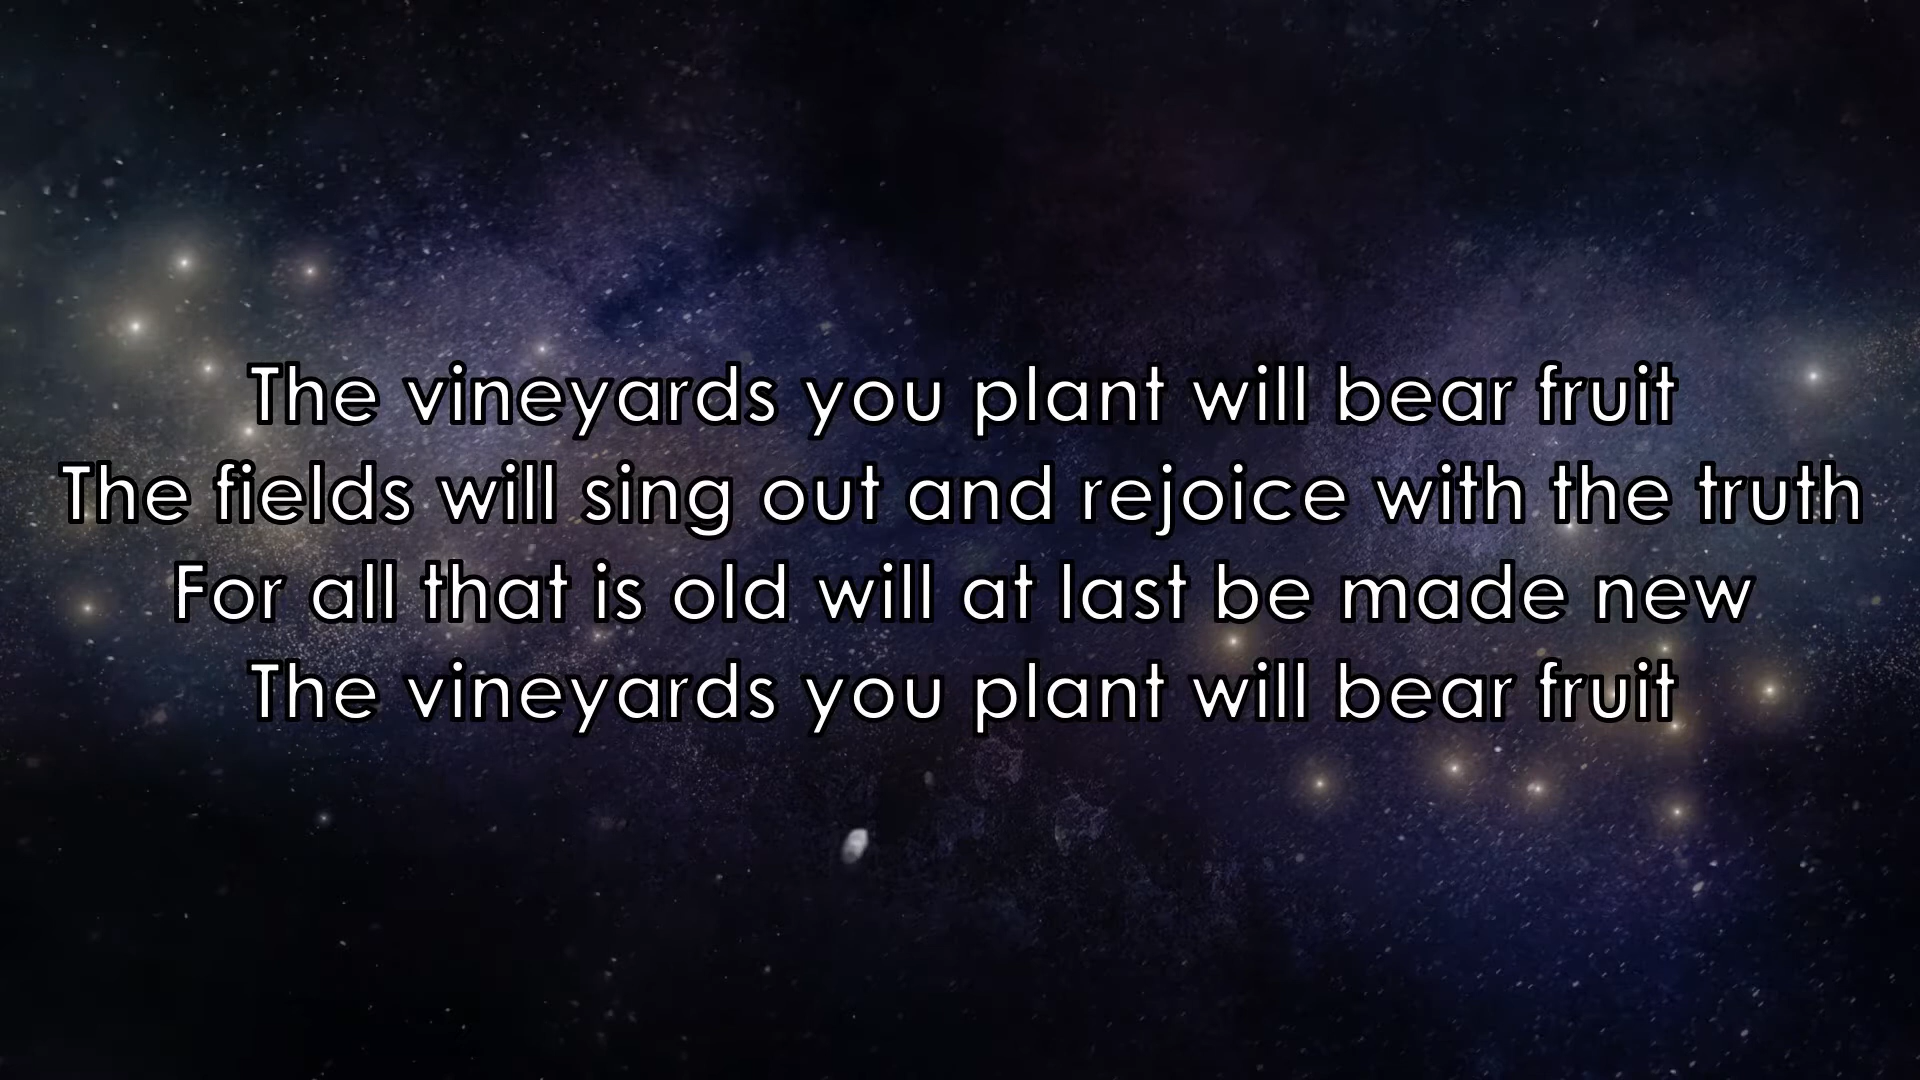 The vineyards you plant will bear fruit
The fields will sing out and rejoice with the truth
For all that is old will at last be made new
The vineyards you plant will bear fruit